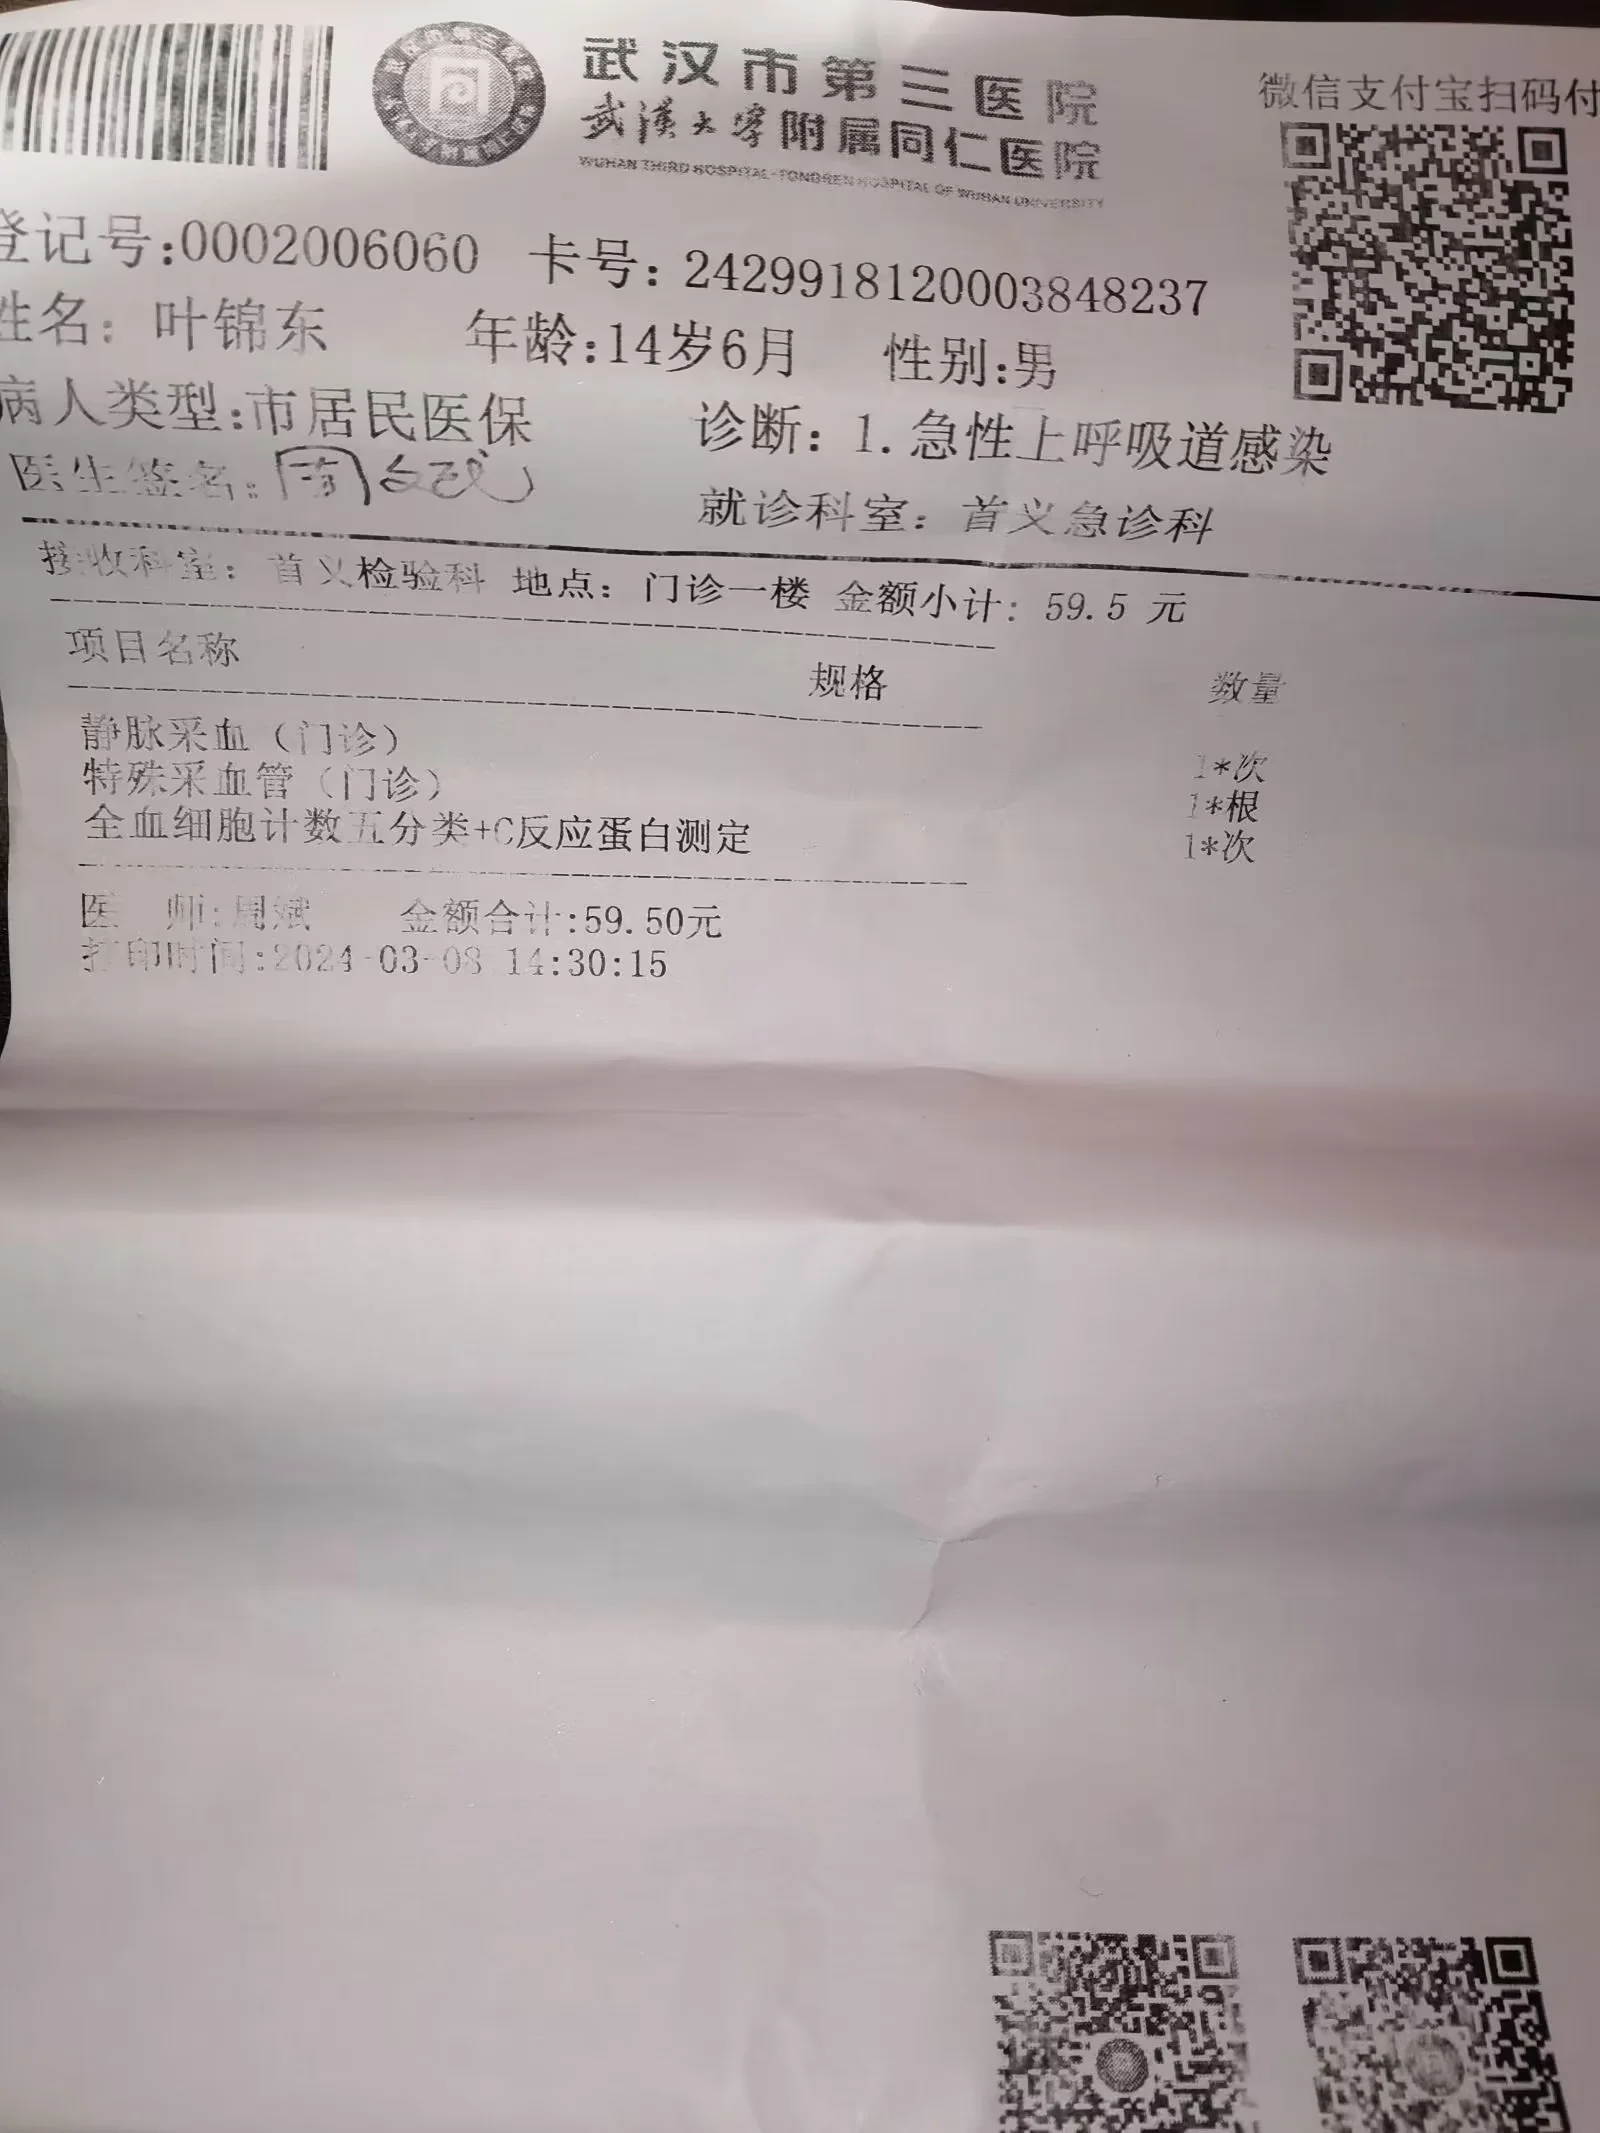 武汉市第三医院
武漢大学附属同仁医院
WUHAN THIRD HOSPITAL-TONGREN HOSPITAL OF WUHAN UNIVERSITY
微信支付宝扫码付
登记号:0002006060 卡号: 2429918120003848237
姓名: 叶锦东 年龄:14岁6月 性别:男
病人类型:市居民医保 诊断: 1.急性上呼吸道感染
医生签名:
就诊科室: 首义急诊科
接收科室: 首义检验科 地点: 门诊一楼 金额小计: 59.5 元
项目名称 规格 数量
静脉采血（门诊） 1*次
特殊采血管（门诊） 1*根
全血细胞计数五分类+C反应蛋白测定 1*次
医 师:周斌 金额合计:59.50元
打印时间:2024-03-08 14:30:15